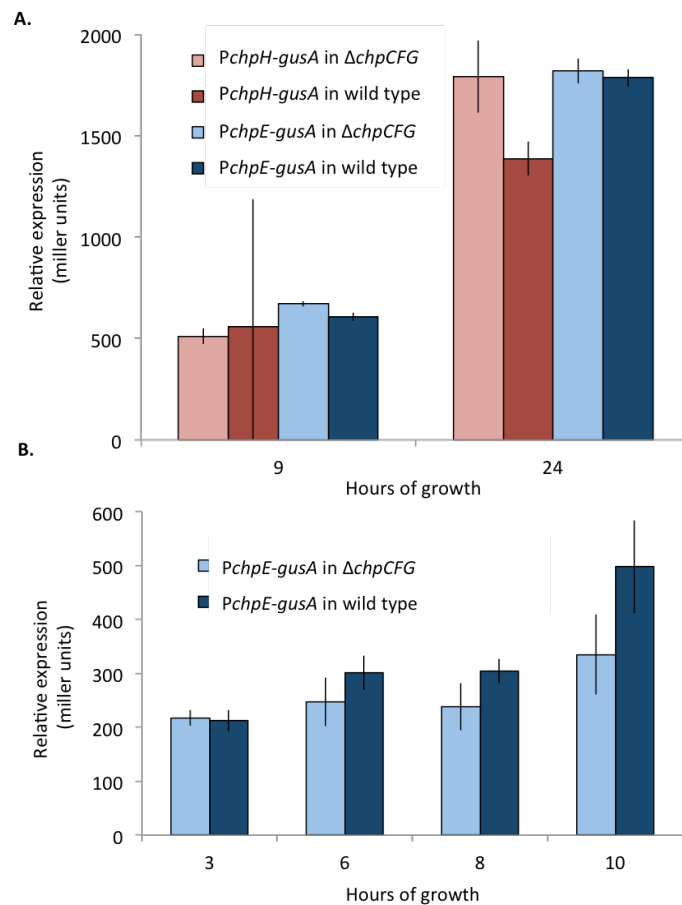 A.
Relative expression
(miller units)
2000
1500
1000
500
0
PchpH-gusA in ΔchpCFG
PchpH-gusA in wild type
PchpE-gusA in ΔchpCFG
PchpE-gusA in wild type
9
24
Hours of growth
B.
Relative expression
(miller units)
600
500
400
300
200
100
0
PchpE-gusA in ΔchpCFG
PchpE-gusA in wild type
3
6
8
10
Hours of growth